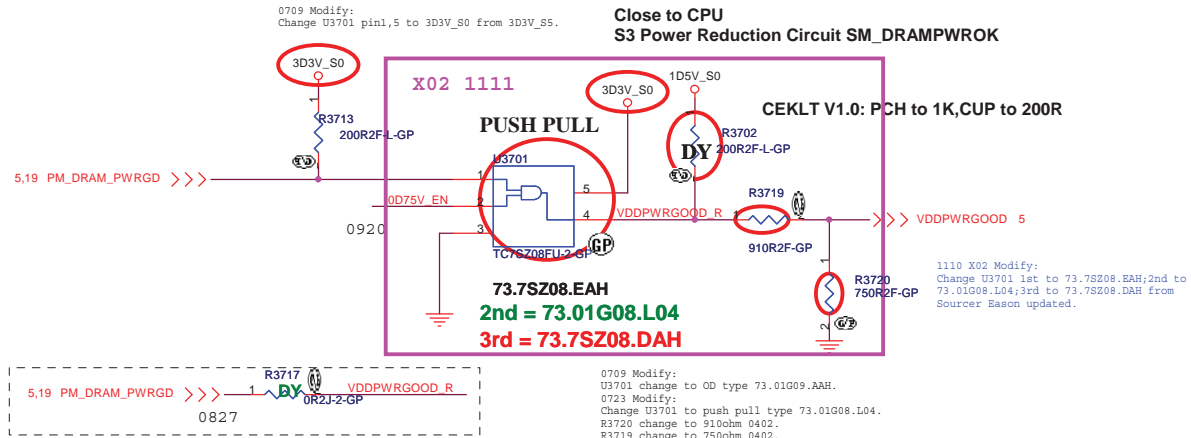 0709 Modify:
Change U3701 pin1,5 to 3D3V_S0 from 3D3V_S5.
Close to CPU
S3 Power Reduction Circuit SM_DRAMPWROK
3D3V_S0
X02 1111
3D3V_S0
1D5V_S0
CEKLT V1.0: PCH to 1K,CUP to 200R
1
R3713
200R2F-L-GP
PUSH PULL
R3702
200R2F-L-GP
DY
U3701
5,19 PM_DRAM_PWRGD
1
5
R3719
0D75V_EN
2
4
VDDPWRGOOD_R
1
VDDPWRGOOD 5
0920
3
910R2F-GP
TC7SZ08FU-2-GP
GP
1
R3720
750R2F-GP
2
73.7SZ08.EAH
2nd = 73.01G08.L04
3rd = 73.7SZ08.DAH
1110 X02 Modify:
Change U3701 1st to 73.7SZ08.EAH;2nd to
73.01G08.L04;3rd to 73.7SZ08.DAH from
Sourcer Eason updated.
R3717
5,19 PM_DRAM_PWRGD
1
DY
VDDPWRGOOD_R
0R2J-2-GP
0827
0709 Modify:
U3701 change to OD type 73.01G09.AAH.
0723 Modify:
Change U3701 to push pull type 73.01G08.L04.
R3720 change to 910ohm 0402.
R3719 change to 750ohm 0402.